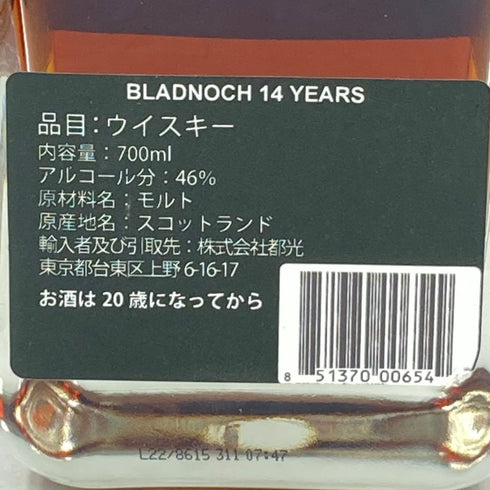 BLADNOCH 14 YEARS
品目：ウイスキー
内容量：700ml
アルコール分：46%
原材料名：モルト
原産地名：スコットランド
輸入者及び引取先：株式会社都光
東京都台東区上野 6-16-17
お酒は 20 歳になってから
8 51370 00654
L22/8615 311 07:47